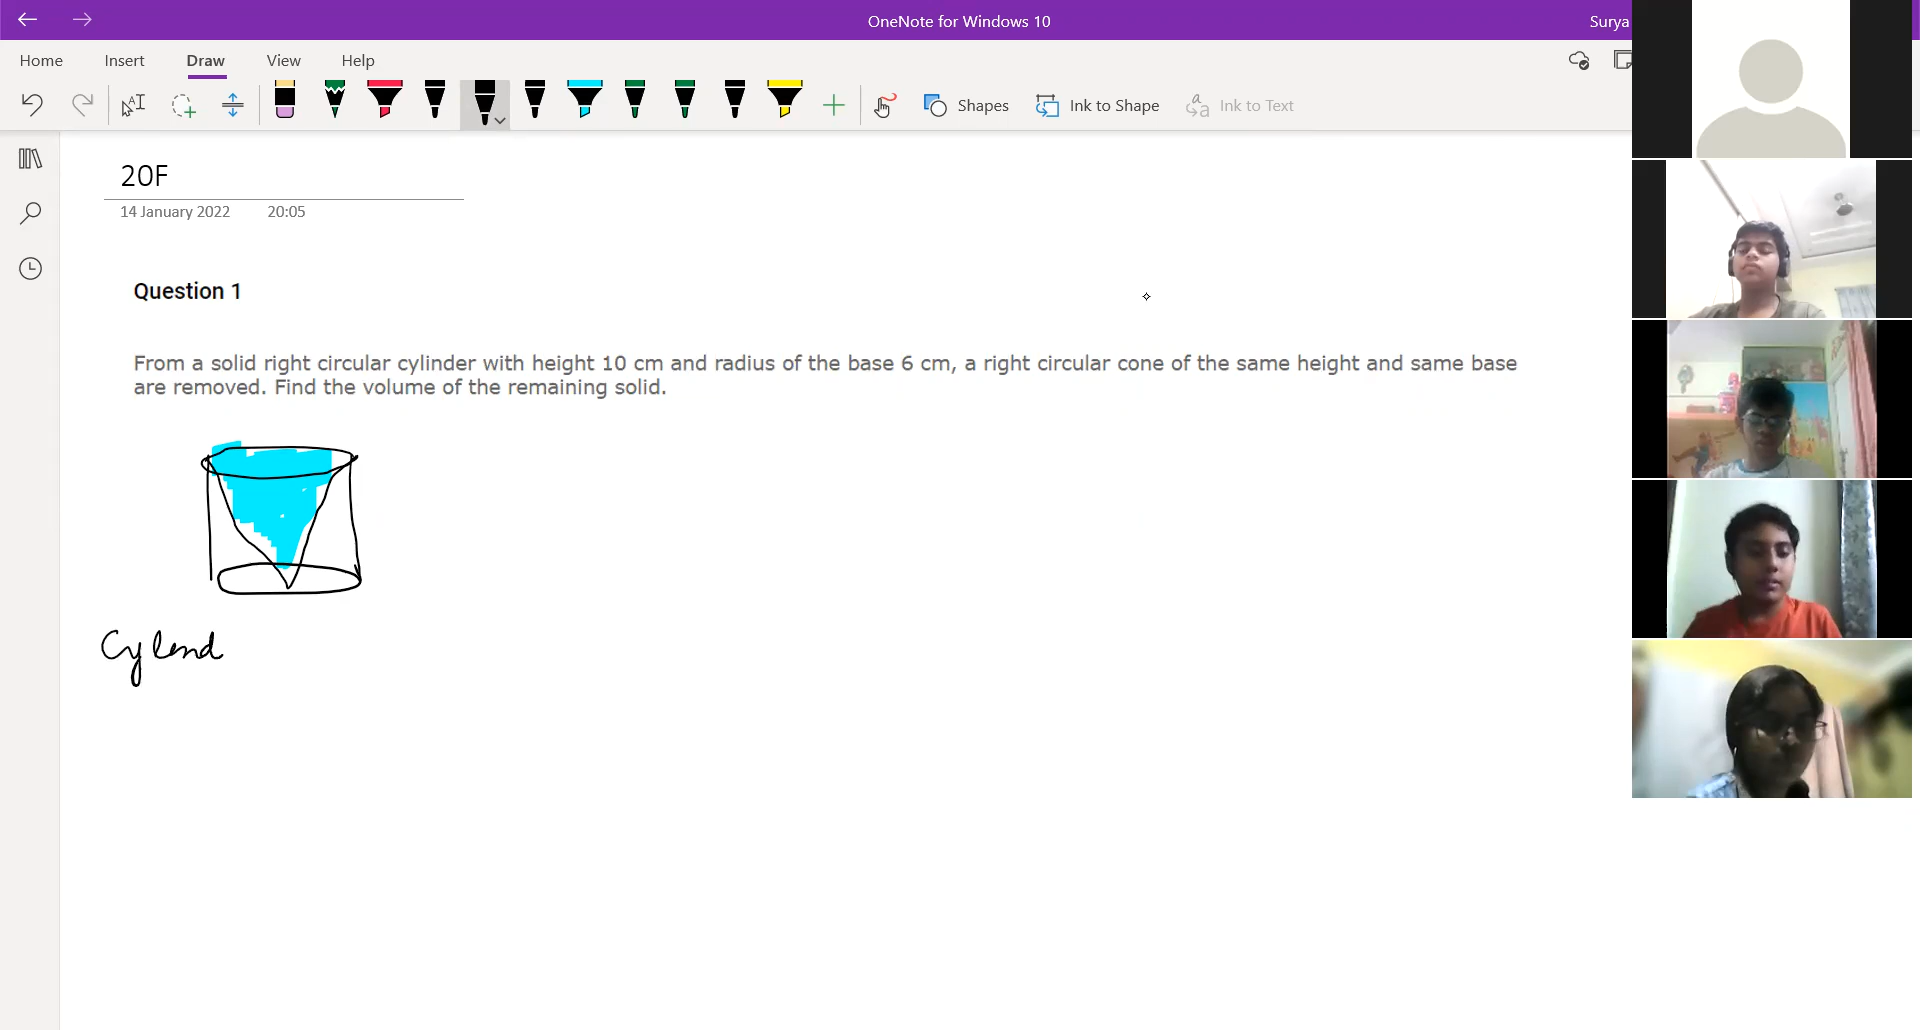 OneNote for Windows 10
Surya
Home Insert Draw View Help
Shapes Ink to Shape Ink to Text
20F
14 January 2022 20:05
Question 1
From a solid right circular cylinder with height 10 cm and radius of the base 6 cm, a right circular cone of the same height and same base
are removed. Find the volume of the remaining solid.
Cylend